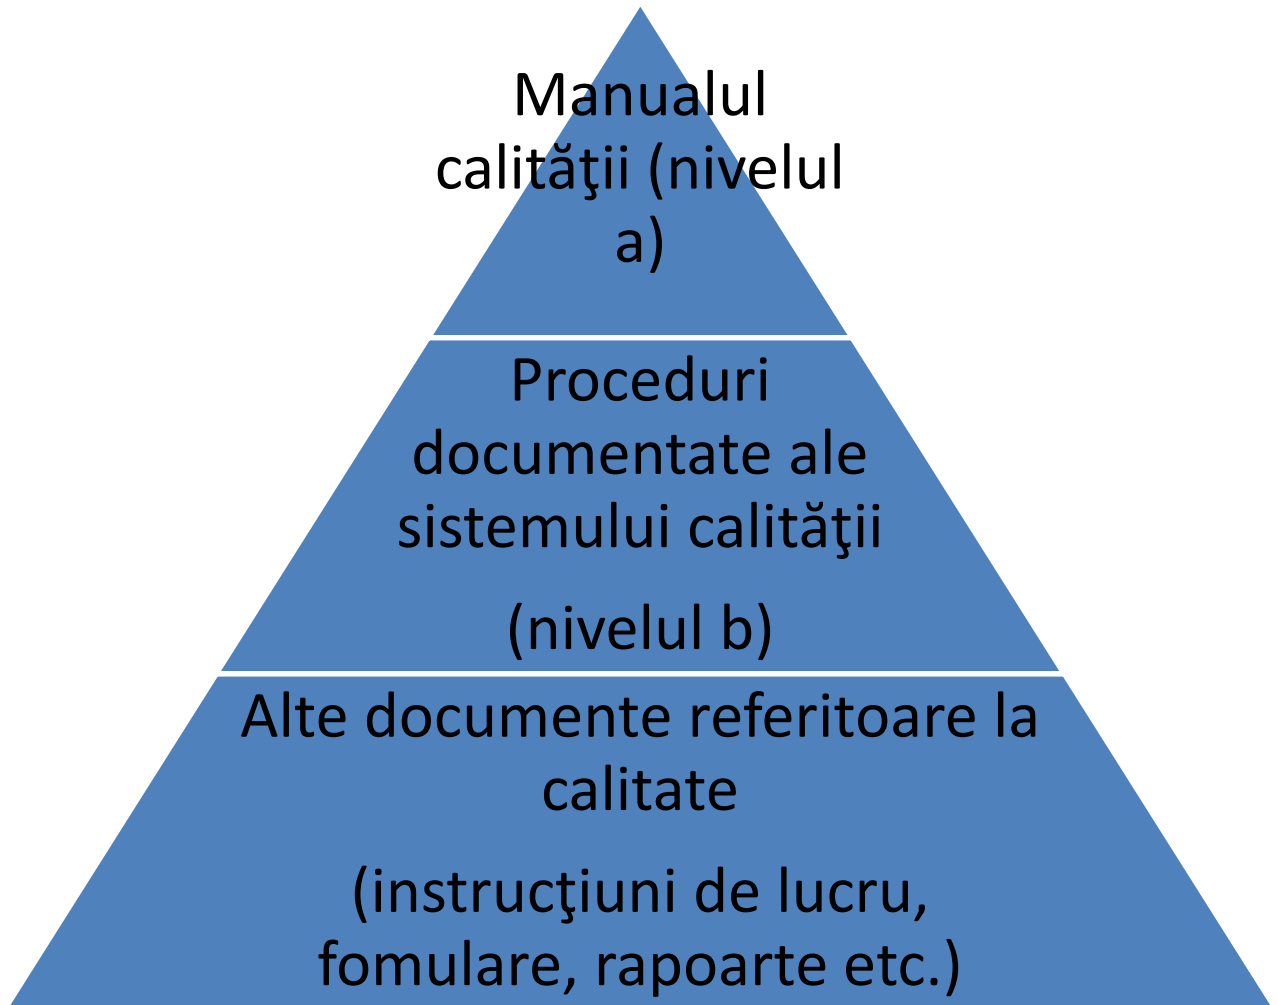 Manualul
calităţii (nivelul
a)
Proceduri
documentate ale
sistemului calităţii
(nivelul b)
Alte documente referitoare la
calitate
(instrucţiuni de lucru,
fomulare, rapoarte etc.)